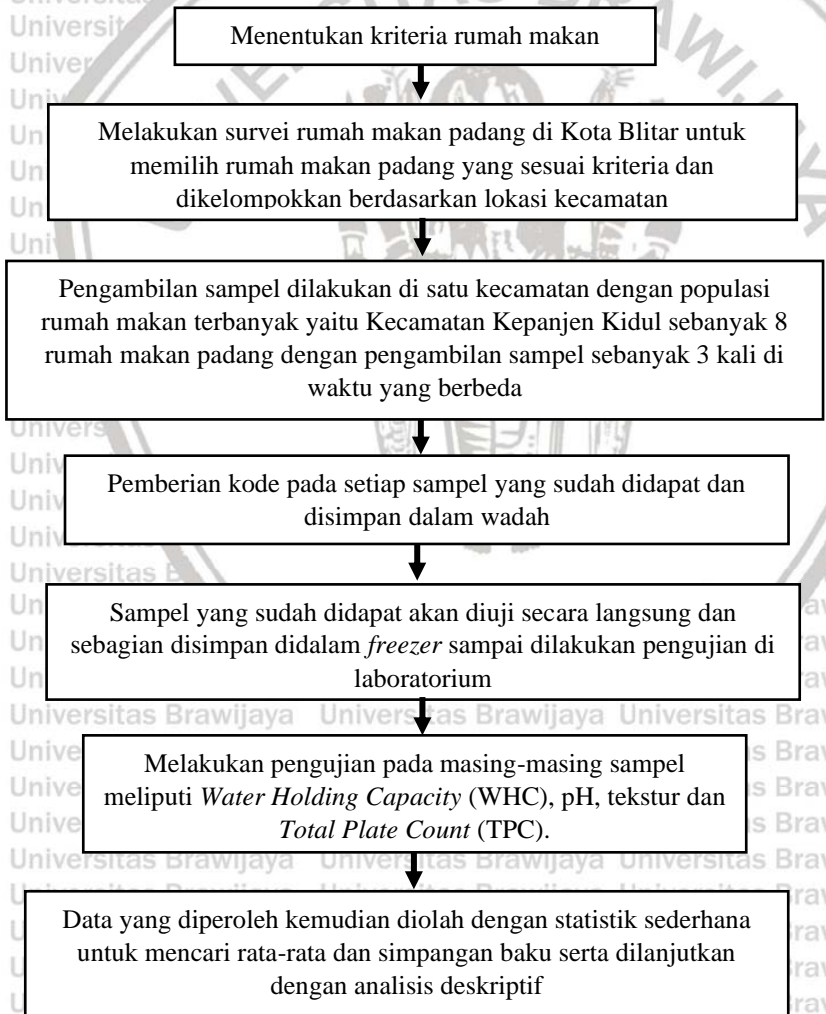 Menentukan kriteria rumah makan
Melakukan survei rumah makan padang di Kota Blitar untuk
memilih rumah makan padang yang sesuai kriteria dan
dikelompokkan berdasarkan lokasi kecamatan
Pengambilan sampel dilakukan di satu kecamatan dengan populasi
rumah makan terbanyak yaitu Kecamatan Kepanjen Kidul sebanyak 8
rumah makan padang dengan pengambilan sampel sebanyak 3 kali di
waktu yang berbeda
Pemberian kode pada setiap sampel yang sudah didapat dan
disimpan dalam wadah
Sampel yang sudah didapat akan diuji secara langsung dan
sebagian disimpan didalam freezer sampai dilakukan pengujian di
laboratorium
Universitas Brawijaya Universitas Brawijaya Universitas
Melakukan pengujian pada masing-masing sampel
meliputi Water Holding Capacity (WHC), pH, tekstur dan
Total Plate Count (TPC).
Universitas Brawijaya Universitas Brawijaya Universitas
Data yang diperoleh kemudian diolah dengan statistik sederhana
untuk mencari rata-rata dan simpangan baku serta dilanjutkan
dengan analisis deskriptif